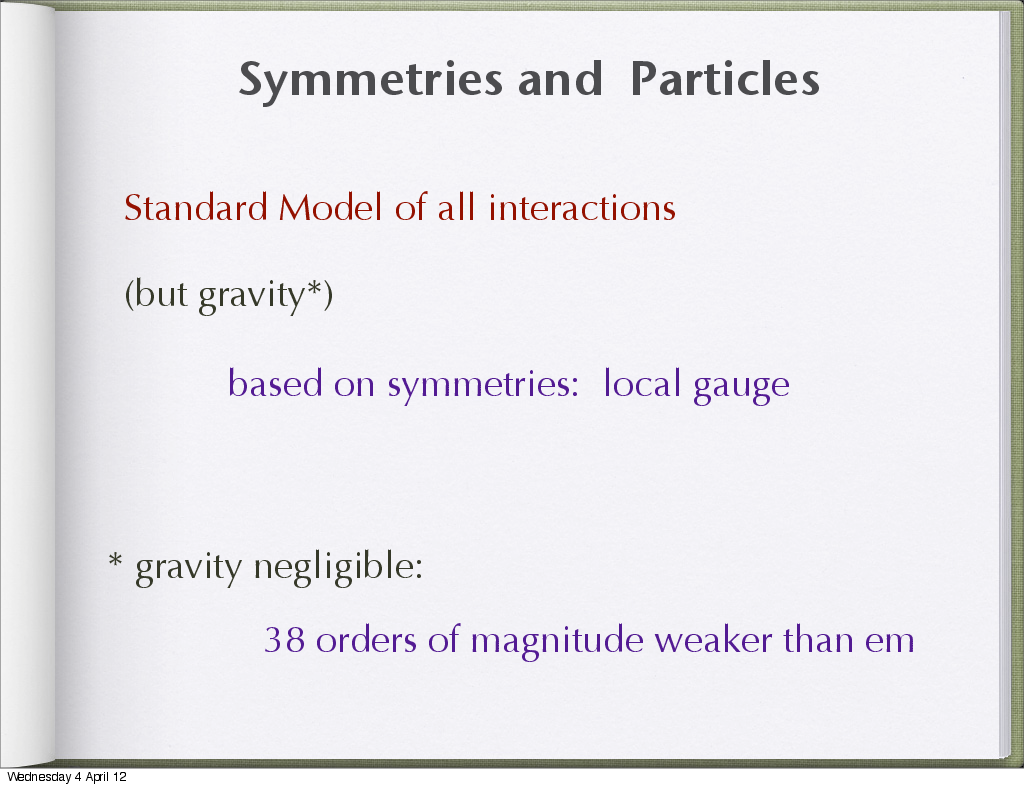 Symmetries and Particles
Standard Model of all interactions
(but gravity*)
based on symmetries: local gauge
* gravity negligible:
38 orders of magnitude weaker than em
Wednesday 4 April 12